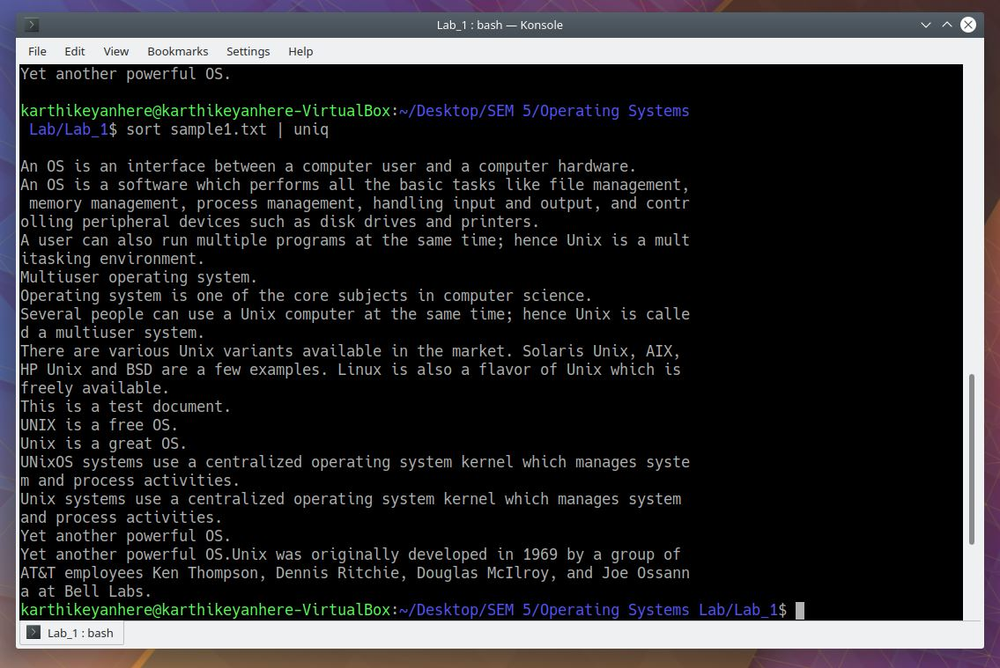 Lab_1 : bash — Konsole
File Edit View Bookmarks Settings Help
Yet another powerful OS.
karthikeyanhere@karthikeyanhere-VirtualBox:~/Desktop/SEM 5/Operating Systems
Lab/Lab_1$ sort sample1.txt | uniq
An OS is an interface between a computer user and a computer hardware.
An OS is a software which performs all the basic tasks like file management,
memory management, process management, handling input and output, and contr
olling peripheral devices such as disk drives and printers.
A user can also run multiple programs at the same time; hence Unix is a mult
itasking environment.
Multiuser operating system.
Operating system is one of the core subjects in computer science.
Several people can use a Unix computer at the same time; hence Unix is calle
d a multiuser system.
There are various Unix variants available in the market. Solaris Unix, AIX,
HP Unix and BSD are a few examples. Linux is also a flavor of Unix which is
freely available.
This is a test document.
UNIX is a free OS.
Unix is a great OS.
UNixOS systems use a centralized operating system kernel which manages syste
m and process activities.
Unix systems use a centralized operating system kernel which manages system
and process activities.
Yet another powerful OS.
Yet another powerful OS.Unix was originally developed in 1969 by a group of
AT&T employees Ken Thompson, Dennis Ritchie, Douglas McIlroy, and Joe Ossann
a at Bell Labs.
karthikeyanhere@karthikeyanhere-VirtualBox:~/Desktop/SEM 5/Operating Systems Lab/Lab_1$
Lab_1 : bash